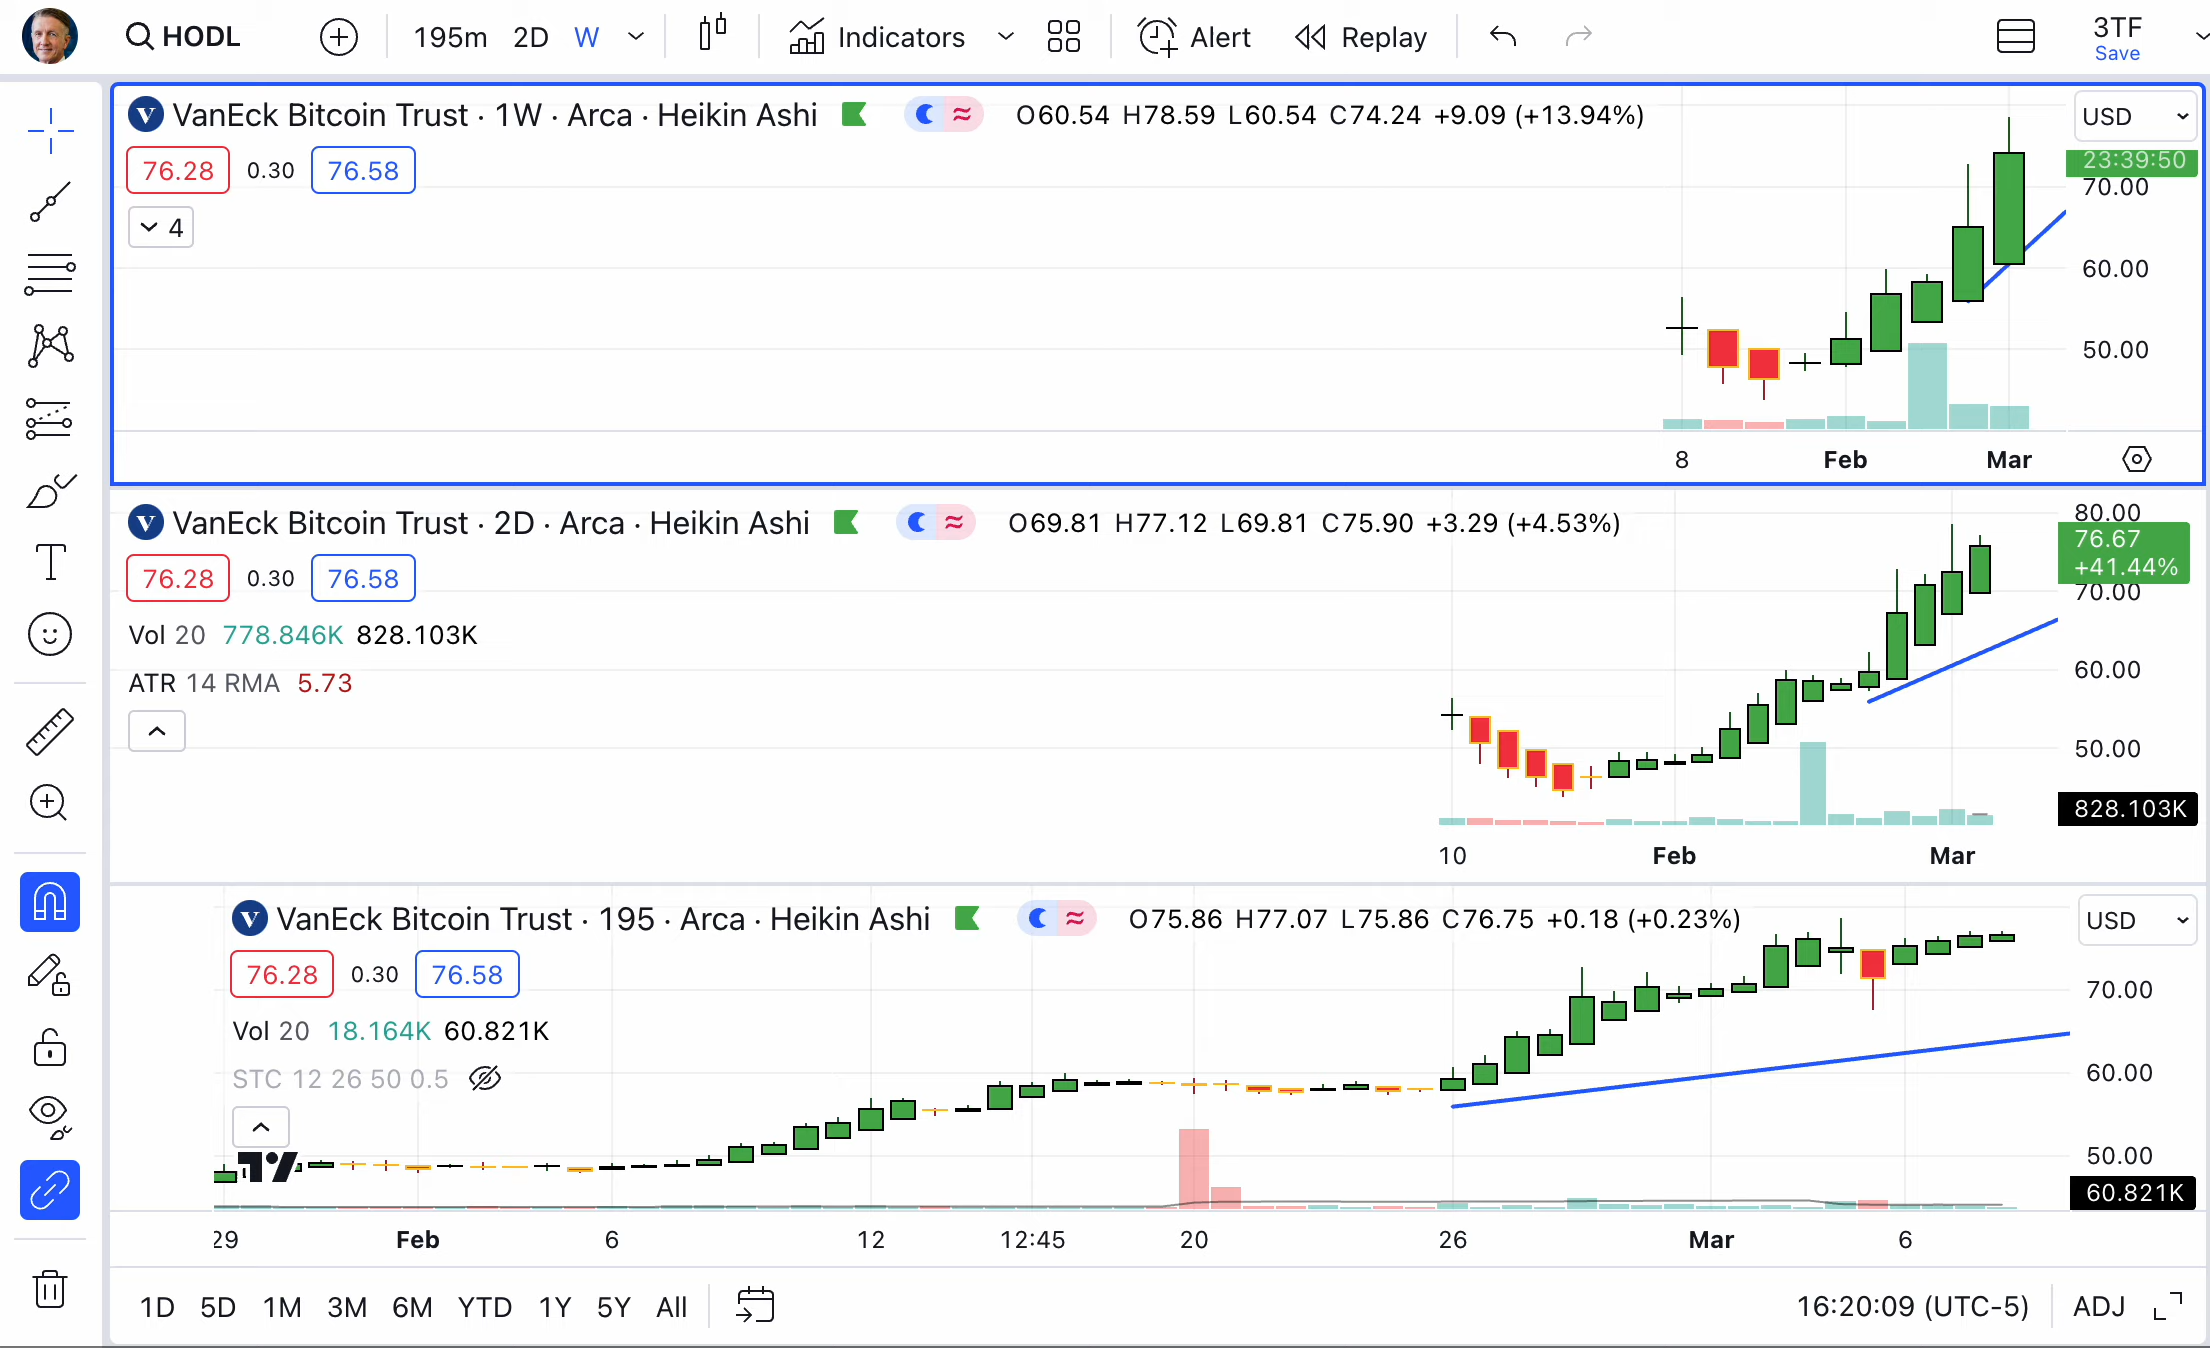 HODL 195m 2D W Indicators Alert Replay 3TF
Save
VanEck Bitcoin Trust · 1W · Arca · Heikin Ashi O60.54 H78.59 L60.54 C74.24 +9.09 (+13.94%) USD
76.28 0.30 76.58
4
23:39:50
70.00
60.00
50.00
8 Feb Mar
VanEck Bitcoin Trust · 2D · Arca · Heikin Ashi O69.81 H77.12 L69.81 C75.90 +3.29 (+4.53%)
76.28 0.30 76.58
Vol 20 778.846K 828.103K
ATR 14 RMA 5.73
80.00
76.67
+41.44%
70.00
60.00
50.00
828.103K
10 Feb Mar
VanEck Bitcoin Trust · 195 · Arca · Heikin Ashi O75.86 H77.07 L75.86 C76.75 +0.18 (+0.23%) USD
76.28 0.30 76.58
Vol 20 18.164K 60.821K
STC 12 26 50 0.5
70.00
60.00
50.00
60.821K
29 Feb 6 12 12:45 20 26 Mar 6
1D 5D 1M 3M 6M YTD 1Y 5Y All 16:20:09 (UTC-5) ADJ